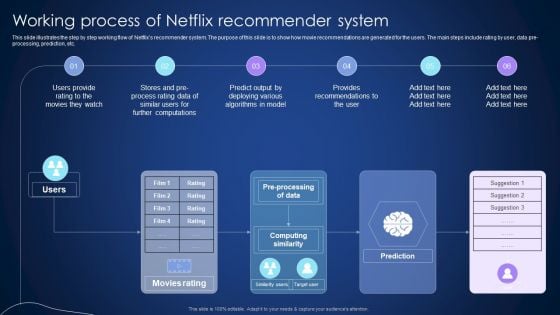 Working process of Netflix recommender system
This slide illustrates the step by step working flow of Netflix's recommender system. The purpose of this slide is to show how movie recommendations are generated for the users. The main steps include rating by user, data pre-
processing, prediction, etc.
01
02
03
04
05
06
Users provide
rating to the
movies they watch
Stores and pre-
process rating data of
similar users for
further computations
Predict output by
deploying various
algorithms in model
Provides
recommendations to
the user
Add text here
Add text here
Add text here
Add text here
Add text here
Add text here
Users
Film 1 Rating
Film 2 Rating
Film 3 Rating
Film 4 Rating
..... .....
..... .....
Movies rating
Pre-processing
of data
Computing
similarity
Similarity users
Target user
Prediction
Suggestion 1
Suggestion 2
Suggestion 3
.......
.......
This slide is 100% editable. Adapt it to your needs & capture your audience's attention.